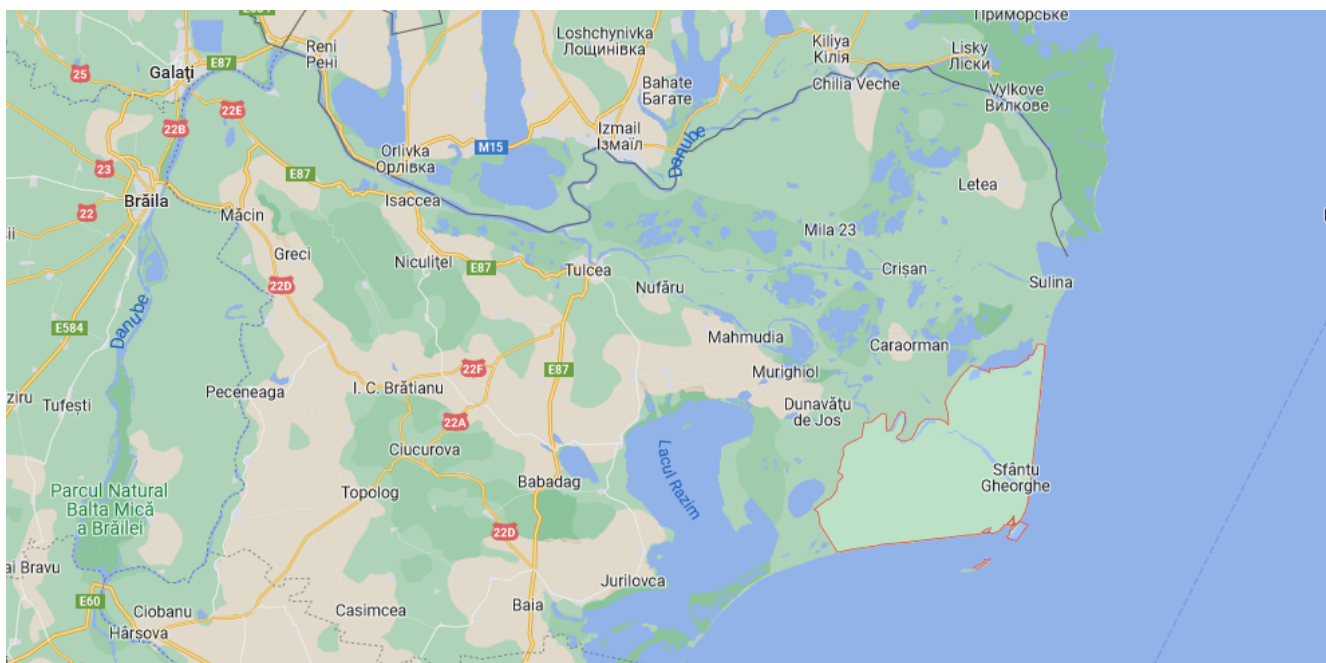 Приморське
Reni
Рені
Loshchynivka
Лощинівка
Kiliya
Кілія
Lisky
Ліски
Galați
E87
25
Bahate
Багате
Chilia Veche
Vylkove
Вилкове
22E
22B
Izmail
Ізмаїл
Danube
Orlivka
Орлівка
M15
23
E87
Letea
Brăila
Isaccea
22
Măcin
Mila 23
Greci
Niculițel
E87
Tulcea
Crișan
22D
Nufăru
Sulina
Danube
E584
Mahmudia
Caraorman
22F
E87
Murighiol
Peceneaga
I. C. Brătianu
Tufești
Dunavățu
de Jos
22A
Ciucurova
Lacul Razim
Sfântu
Gheorghe
Babadag
Topolog
Parcul Natural
Balta Mică
a Brăilei
22D
ai Bravu
Jurilovca
E60
Ciobanu
Casimcea
Baia
Hârșova